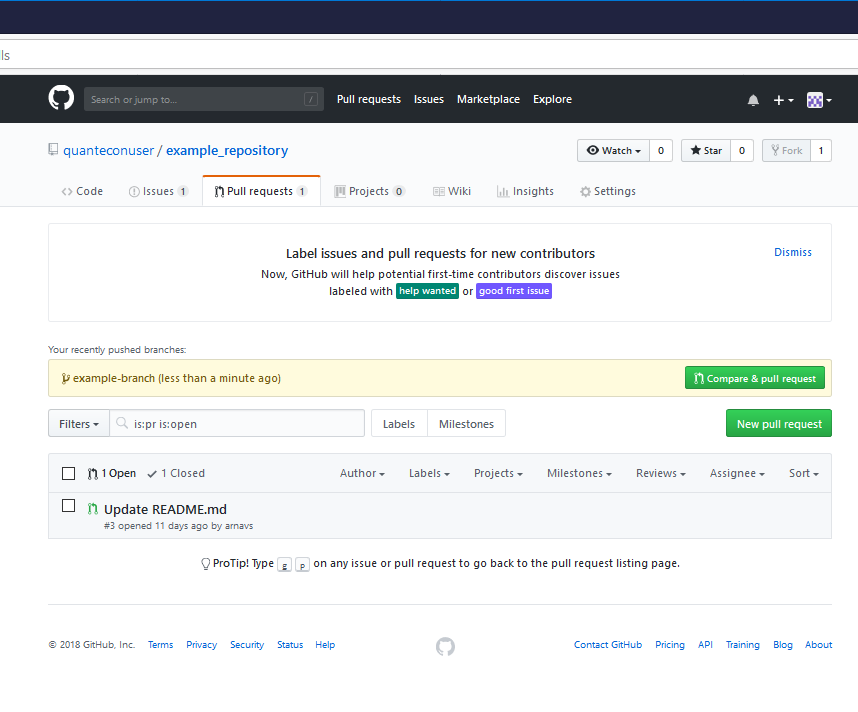 ls
Search or jump to... / Pull requests Issues Marketplace Explore
quanteconuser / example_repository Watch 0 Star 0 Fork 1
Code Issues 1 Pull requests 1 Projects 0 Wiki Insights Settings
Label issues and pull requests for new contributors Dismiss
Now, GitHub will help potential first-time contributors discover issues
labeled with help wanted or good first issue
Your recently pushed branches:
example-branch (less than a minute ago) Compare & pull request
Filters is:pr is:open Labels Milestones New pull request
1 Open 1 Closed Author Labels Projects Milestones Reviews Assignee Sort
Update README.md
#3 opened 11 days ago by arnavs
ProTip! Type g p on any issue or pull request to go back to the pull request listing page.
© 2018 GitHub, Inc. Terms Privacy Security Status Help Contact GitHub Pricing API Training Blog About